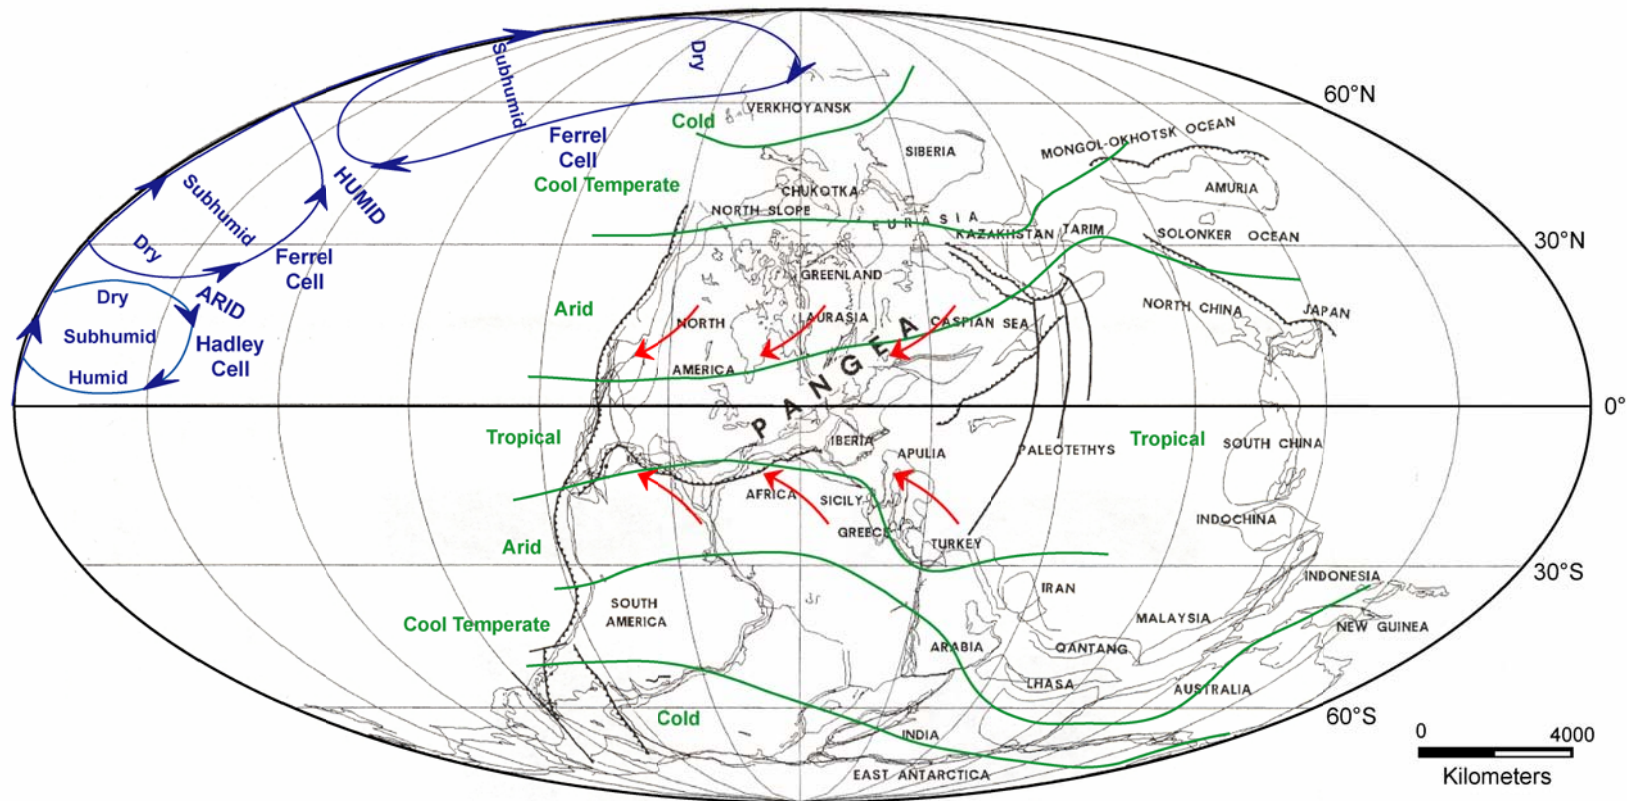 Dry
Subhumid
60°N
VERKHOYANSK
Cold
Ferrel
Cell
MONGOL-OKHOTSK OCEAN
SIBERIA
HUMID
Cool Temperate
Subhumid
CHUKOTKA
AMURIA
NORTH SLOPE
EURASIA
KAZAKHSTAN
TARIM
SOLONKER OCEAN
30°N
Dry
Ferrel
Cell
GREENLAND
Dry
ARID
Arid
NORTH CHINA
JAPAN
NORTH
AMERICA
LAURASIA
CASPIAN SEA
Subhumid
Hadley
Cell
Humid
PANGEA
0°
Tropical
IBERIA
APULIA
PALEOTETHYS
Tropical
SOUTH CHINA
AFRICA
SICILY
GREECE
TURKEY
INDOCHINA
Arid
30°S
INDONESIA
IRAN
SOUTH
AMERICA
Cool Temperate
MALAYSIA
NEW GUINEA
ARABIA
QANTANG
LHASA
AUSTRALIA
Cold
60°S
INDIA
EAST ANTARCTICA
0 4000
Kilometers